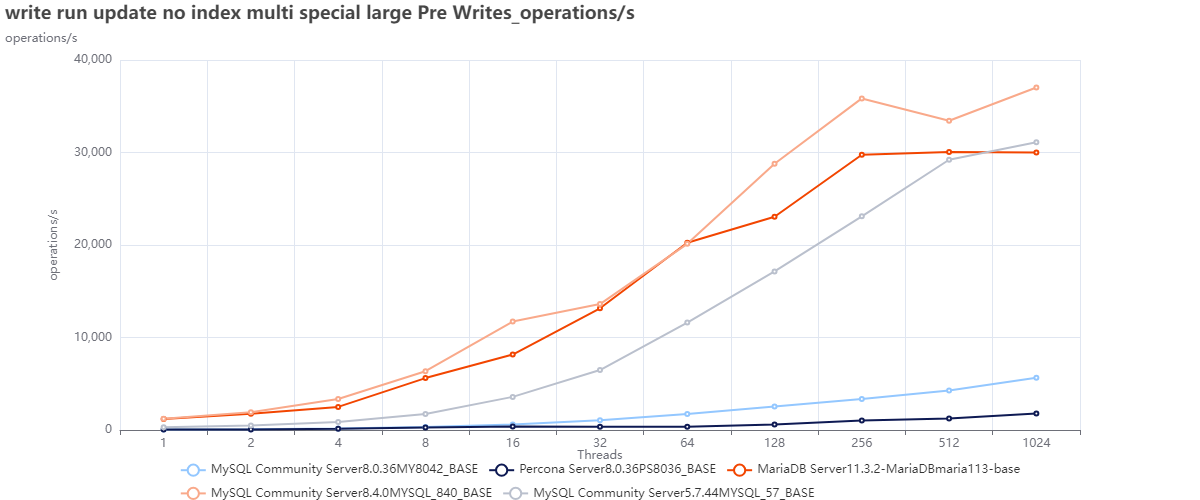 write run update no index multi special large Pre Writes_operations/s
operations/s
40,000
30,000
20,000
10,000
0
operations/s
1 2 4 8 16 32 64 128 256 512 1024
Threads
MySQL Community Server8.0.36MY8042_BASE Percona Server8.0.36PS8036_BASE MariaDB Server11.3.2-MariaDBmaria113-base
MySQL Community Server8.4.0MYSQL_840_BASE MySQL Community Server5.7.44MYSQL_57_BASE